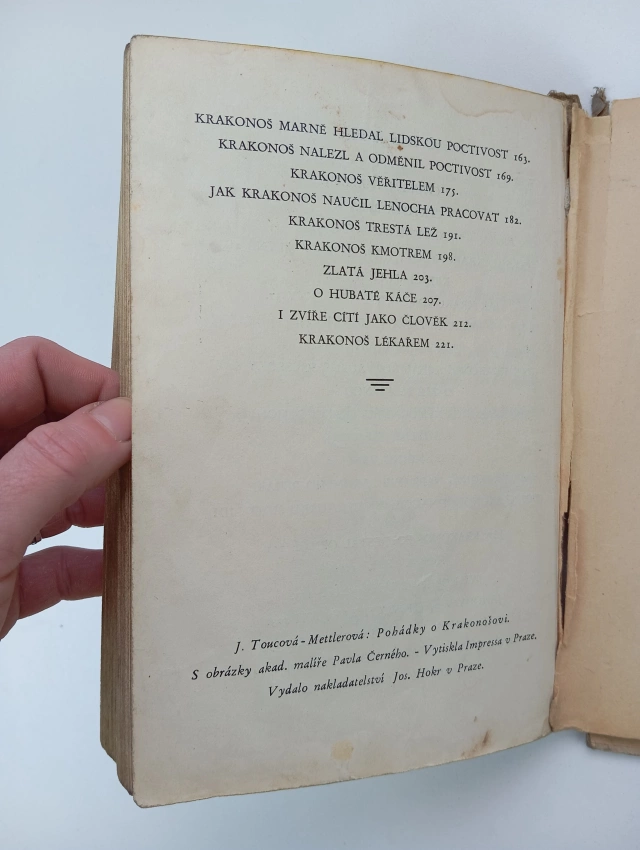 KRAKONOŠ MARNĚ HLEDAL LIDSKOU POCTIVOST 163.
KRAKONOŠ NALEZL A ODMĚNIL POCTIVOST 169.
KRAKONOŠ VĚŘITELEM 175.
JAK KRAKONOŠ NAUČIL LENOCHA PRACOVAT 182.
KRAKONOŠ TRESTÁ LEŽ 191.
KRAKONOŠ KMOTREM 198.
ZLATÁ JEHLA 203.
O HUBATÉ KÁČE 207.
I ZVÍŘE CÍTÍ JAKO ČLOVĚK 212.
KRAKONOŠ LÉKAŘEM 221.
J. Toucová-Mettlerová: Pohádky o Krakonošovi.
S obrázky akad. malíře Pavla Černého. - Vytiskla Impressa v Praze.
Vydalo nakladatelství Jos. Hokr v Praze.